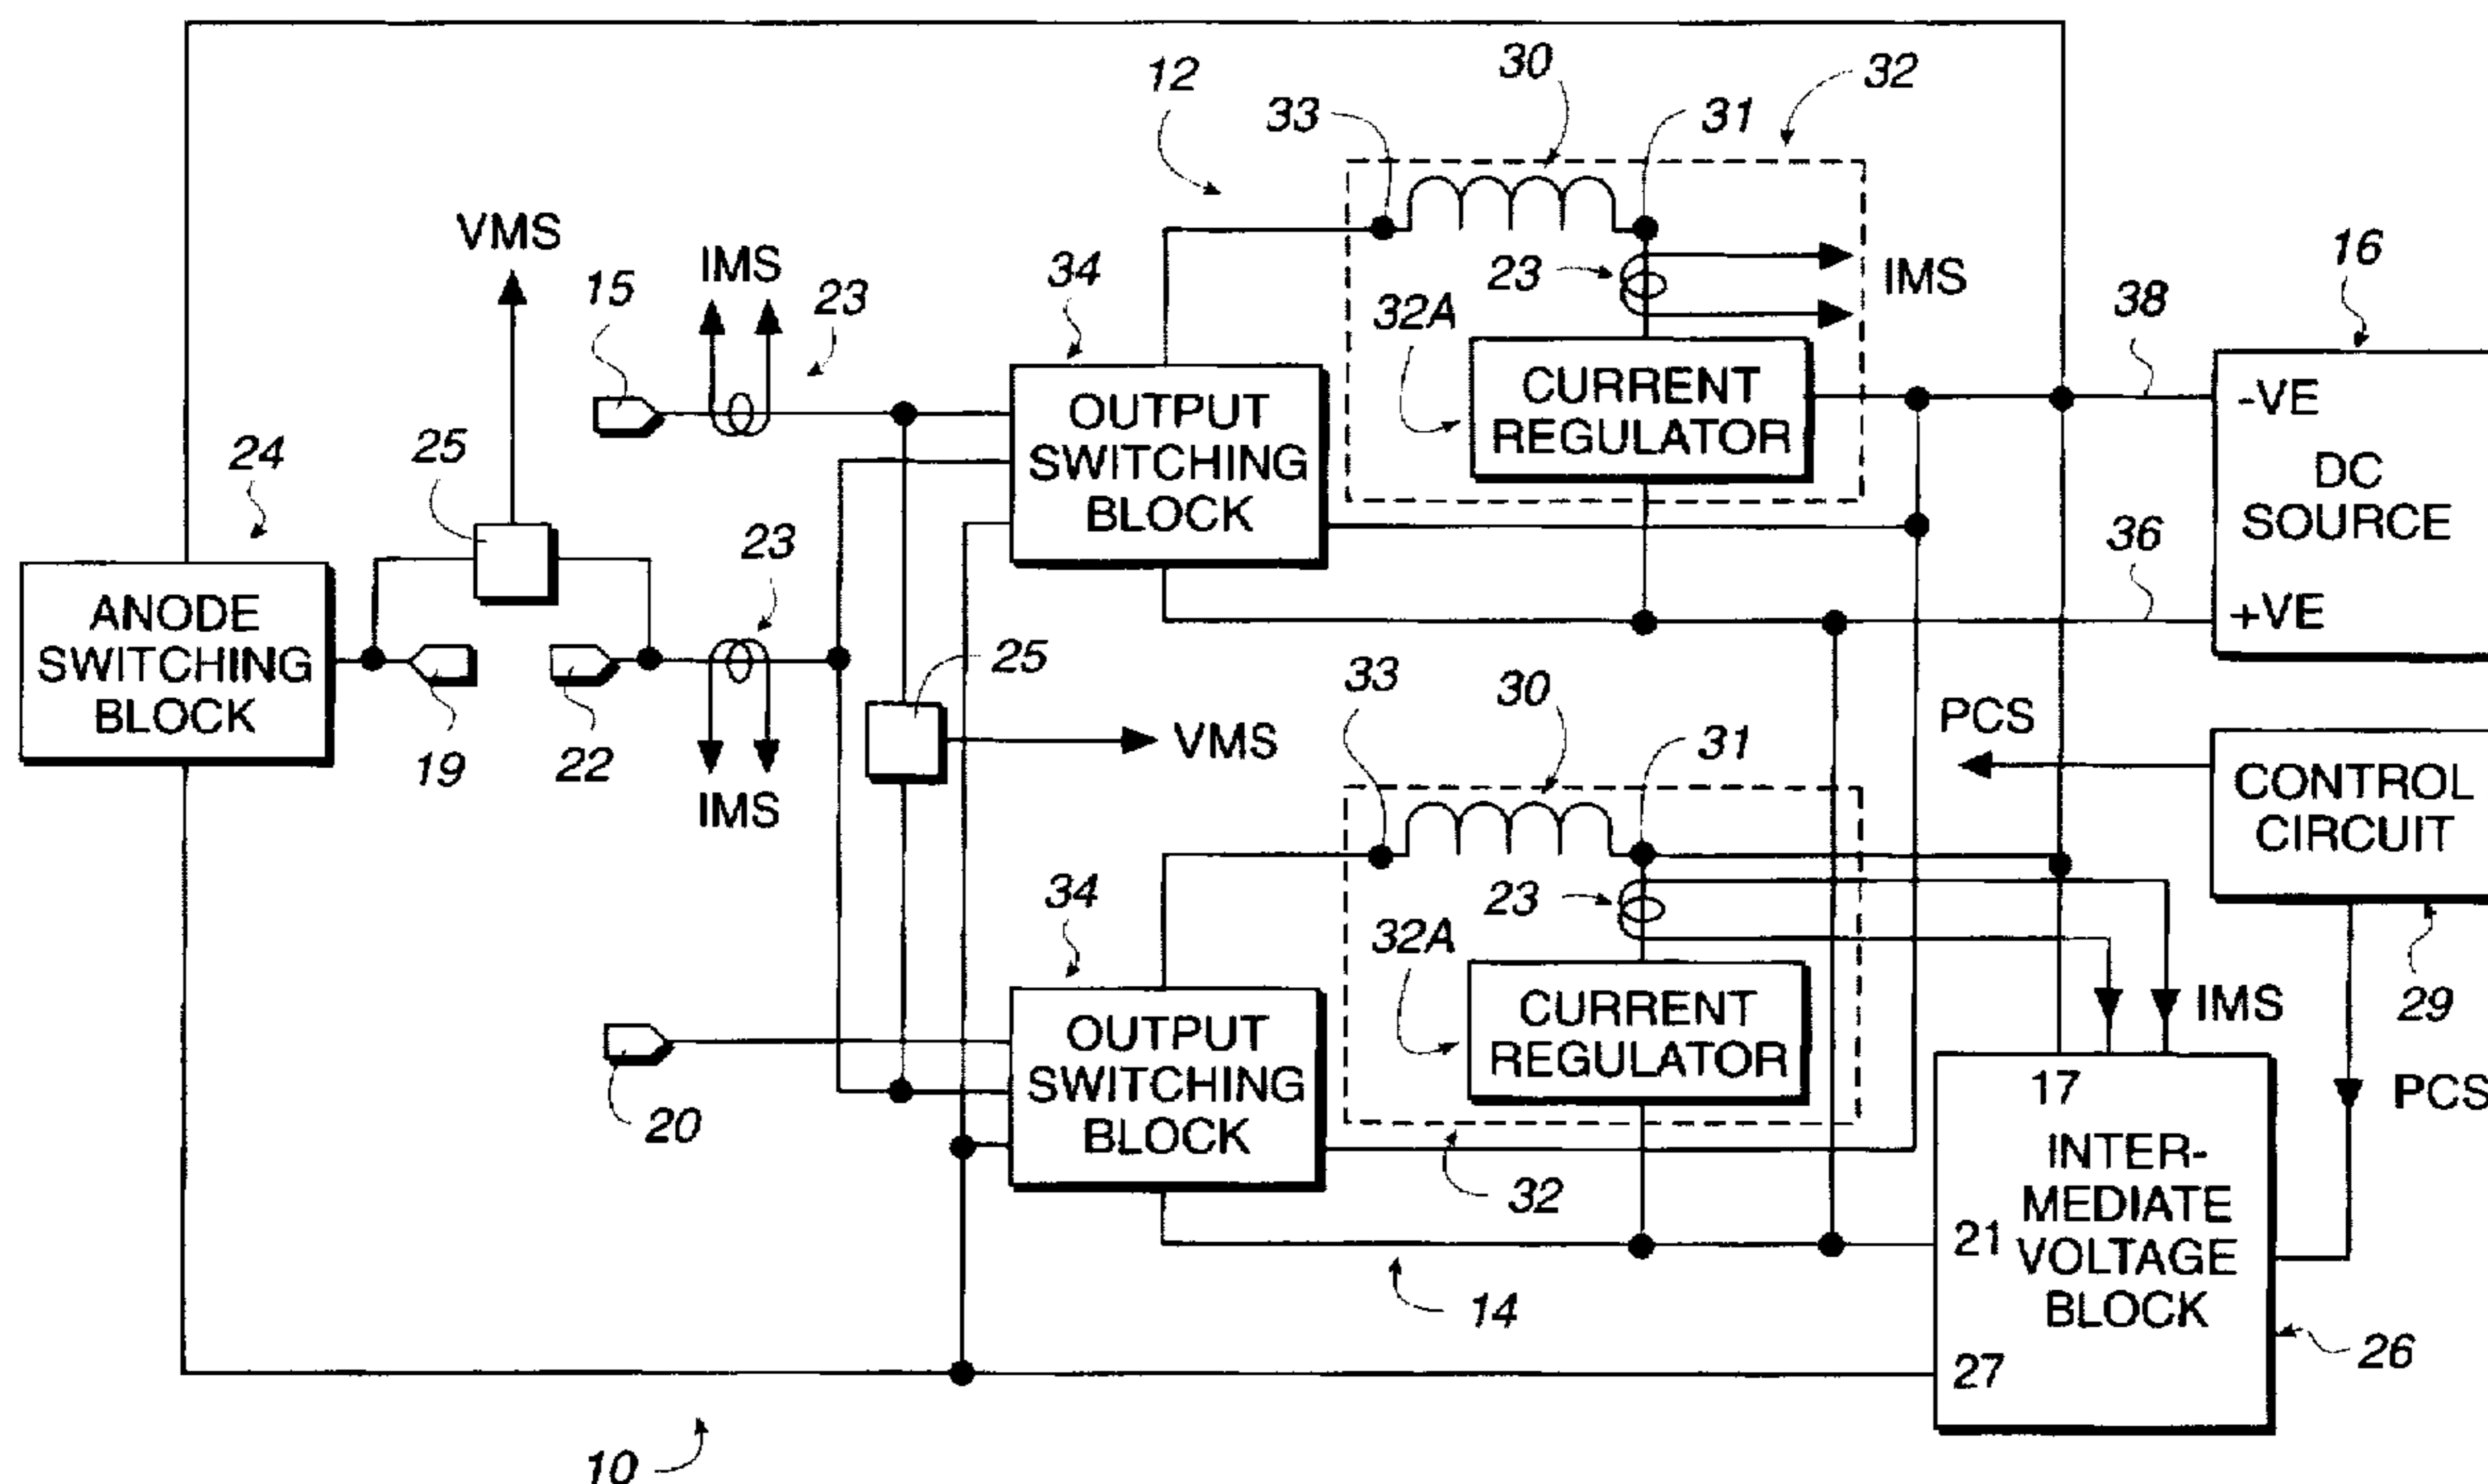 12
30
32
33
31
VMS
IMS
15
23
34
23
32A
IMS
16
38
24
25
OUTPUT
SWITCHING
BLOCK
CURRENT
REGULATOR
-VE
DC
SOURCE
+VE
36
23
ANODE
SWITCHING
BLOCK
19
22
IMS
25
VMS
33
30
31
PCS
CONTROL
CIRCUIT
34
23
32A
29
IMS
PCS
20
OUTPUT
SWITCHING
BLOCK
CURRENT
REGULATOR
32
14
17
INTER-
MEDIATE
VOLTAGE
BLOCK
21
27
26
10